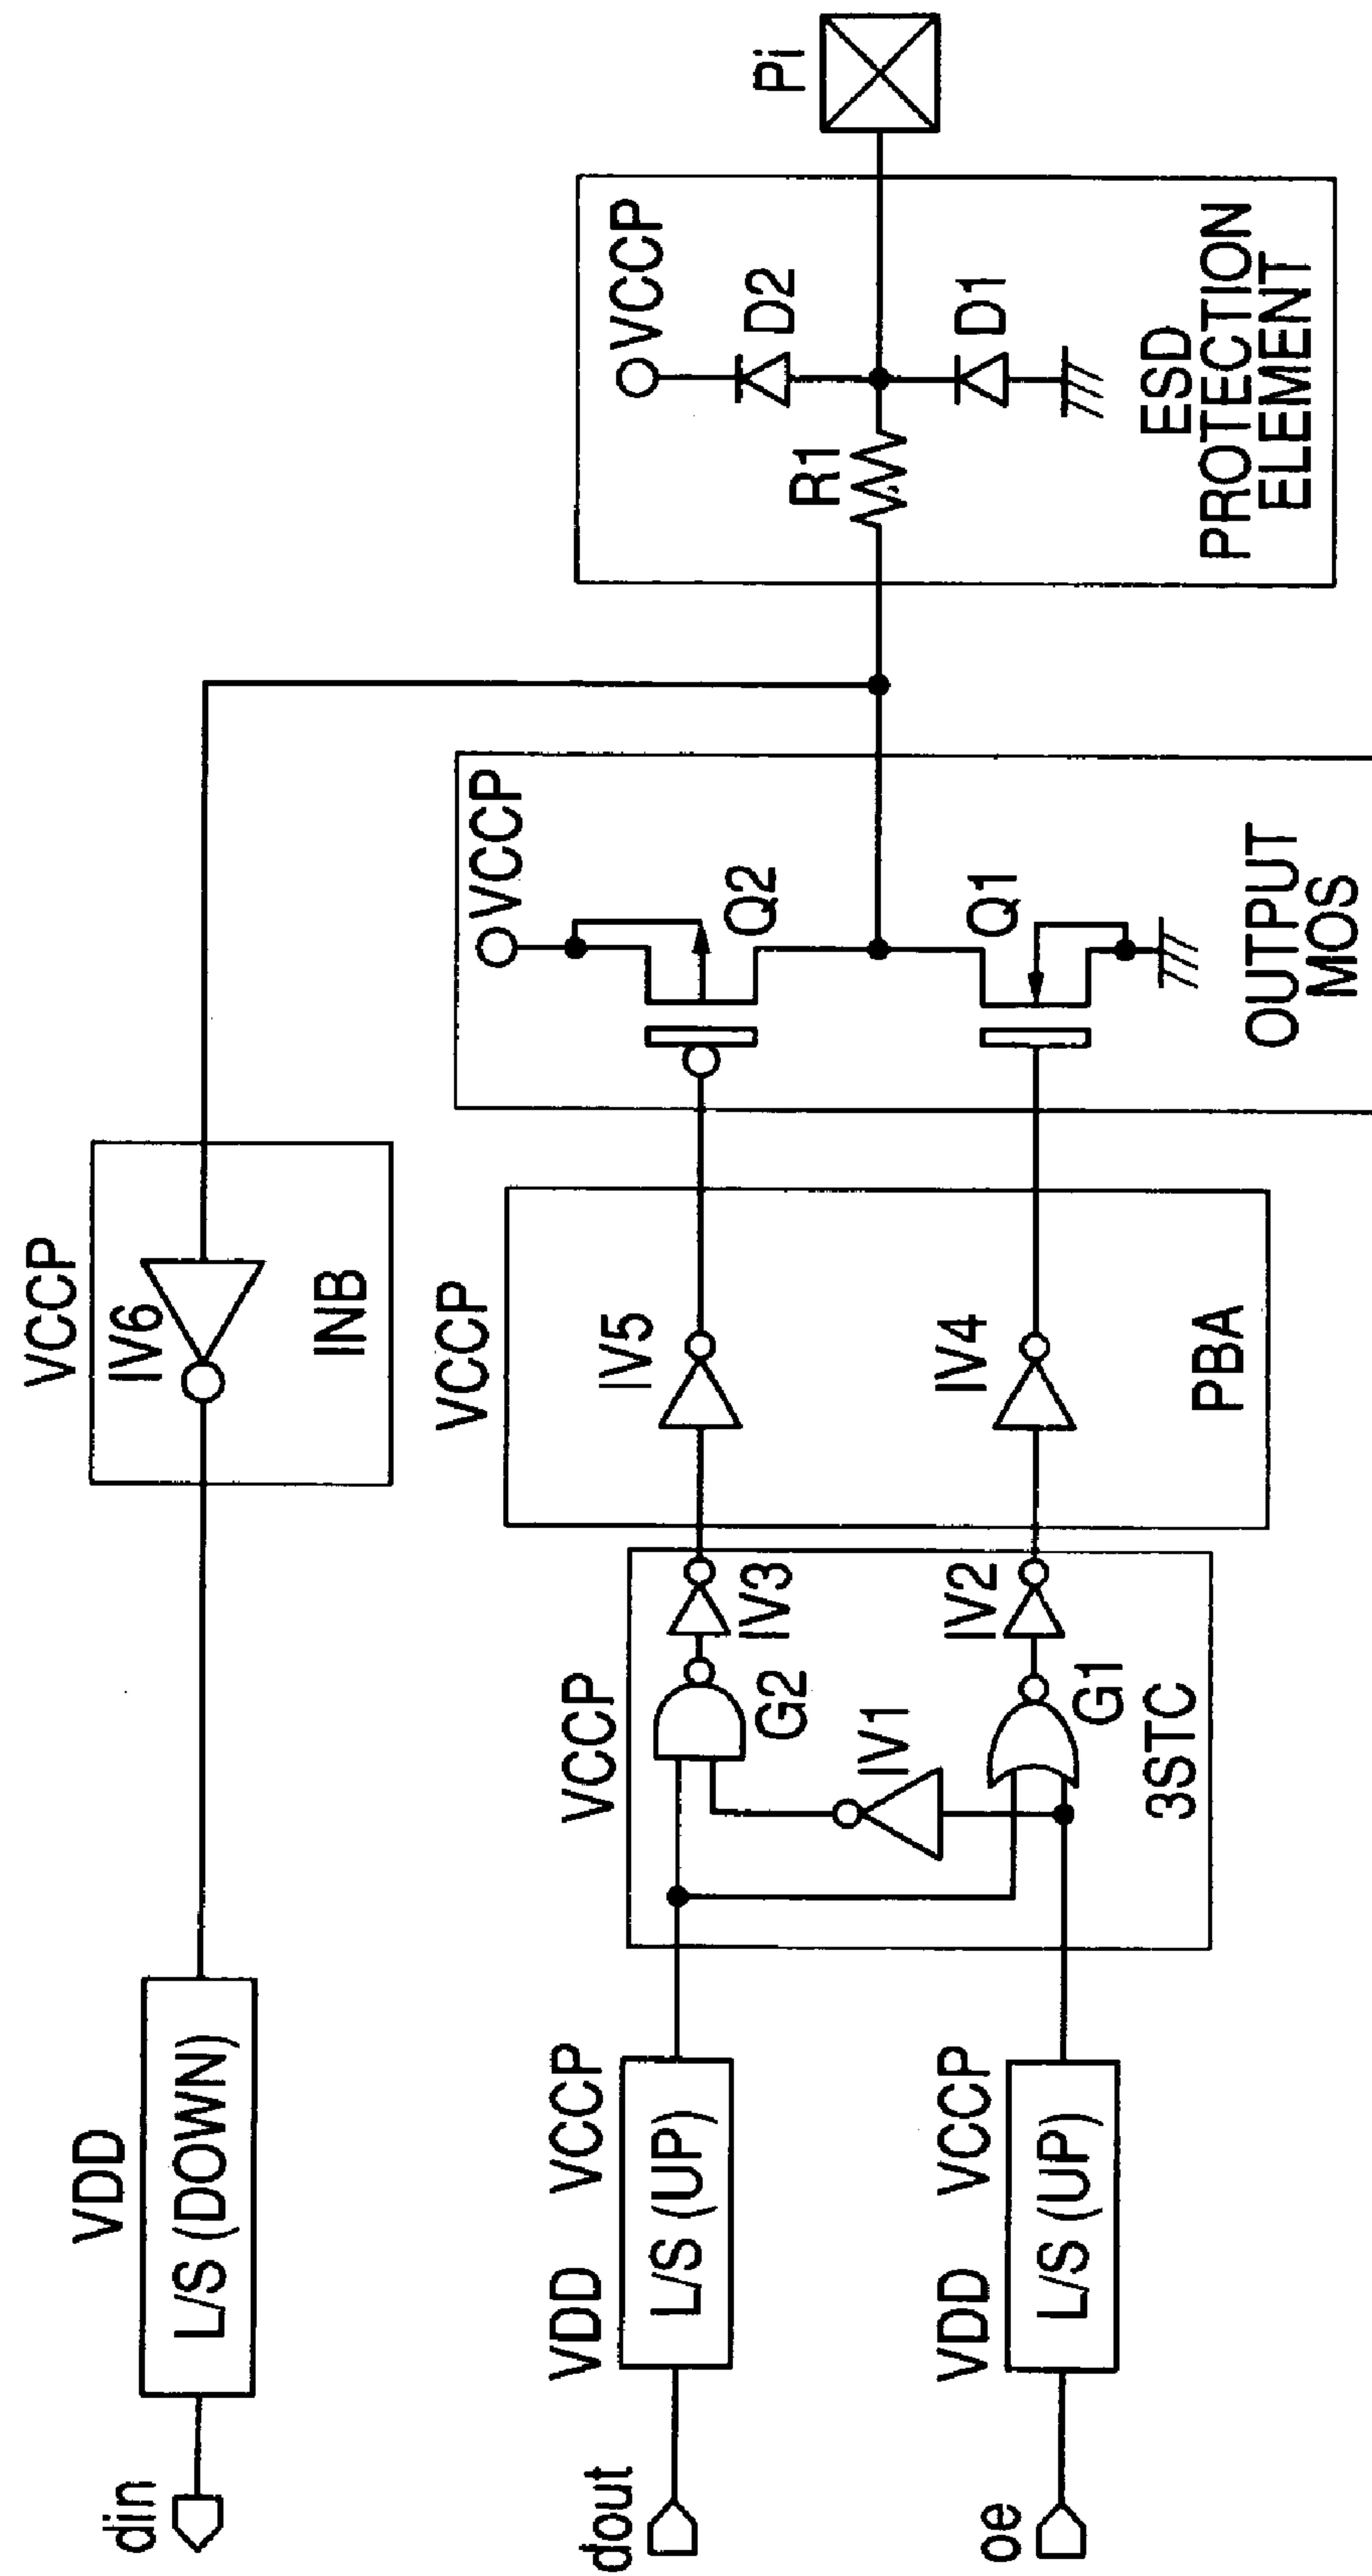 din
VDD
L/S (DOWN)
VCCP
IV6
INB
dout
VDD
VCCP
L/S (UP)
oe
VDD
VCCP
L/S (UP)
VCCP
G2
IV3
IV1
G1
IV2
3STC
VCCP
IV5
IV4
PBA
VCCP
Q2
Q1
OUTPUT
MOS
VCCP
D2
R1
D1
ESD
PROTECTION
ELEMENT
Pi